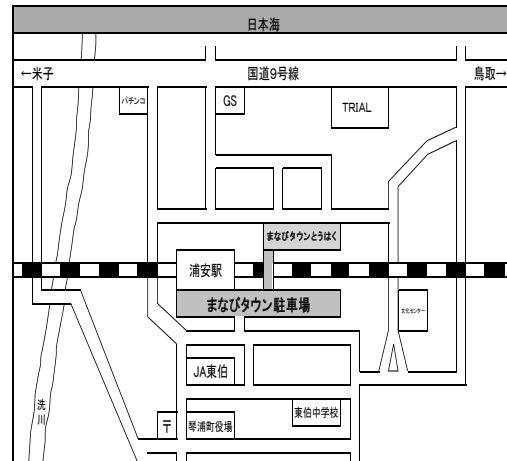 日本海
←米子
国道9号線
鳥取→
パチンコ
GS
TRIAL
まなびタウンとうはく
浦安駅
まなびタウン駐車場
文化センター
JA東伯
洗川
〒
琴浦町役場
東伯中学校